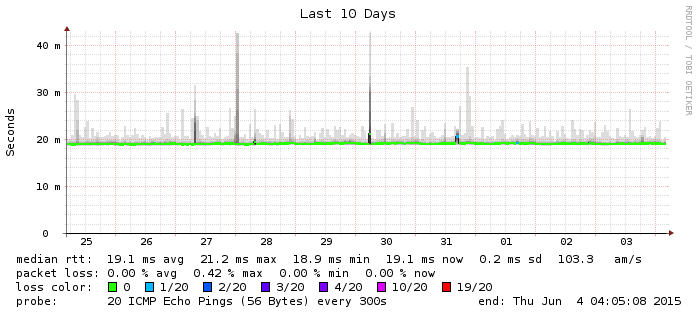 Last 10 Days
RRDTOOL / TOBI OETIKER
Seconds
40 m
30 m
20 m
10 m
0
25 26 27 28 29 30 31 01 02 03
median rtt: 19.1 ms avg 21.2 ms max 18.9 ms min 19.1 ms now 0.2 ms sd 103.3 am/s
packet loss: 0.00 % avg 0.42 % max 0.00 % min 0.00 % now
loss color: 0 1/20 2/20 3/20 4/20 10/20 19/20
probe: 20 ICMP Echo Pings (56 Bytes) every 300s end: Thu Jun 4 04:05:08 2015